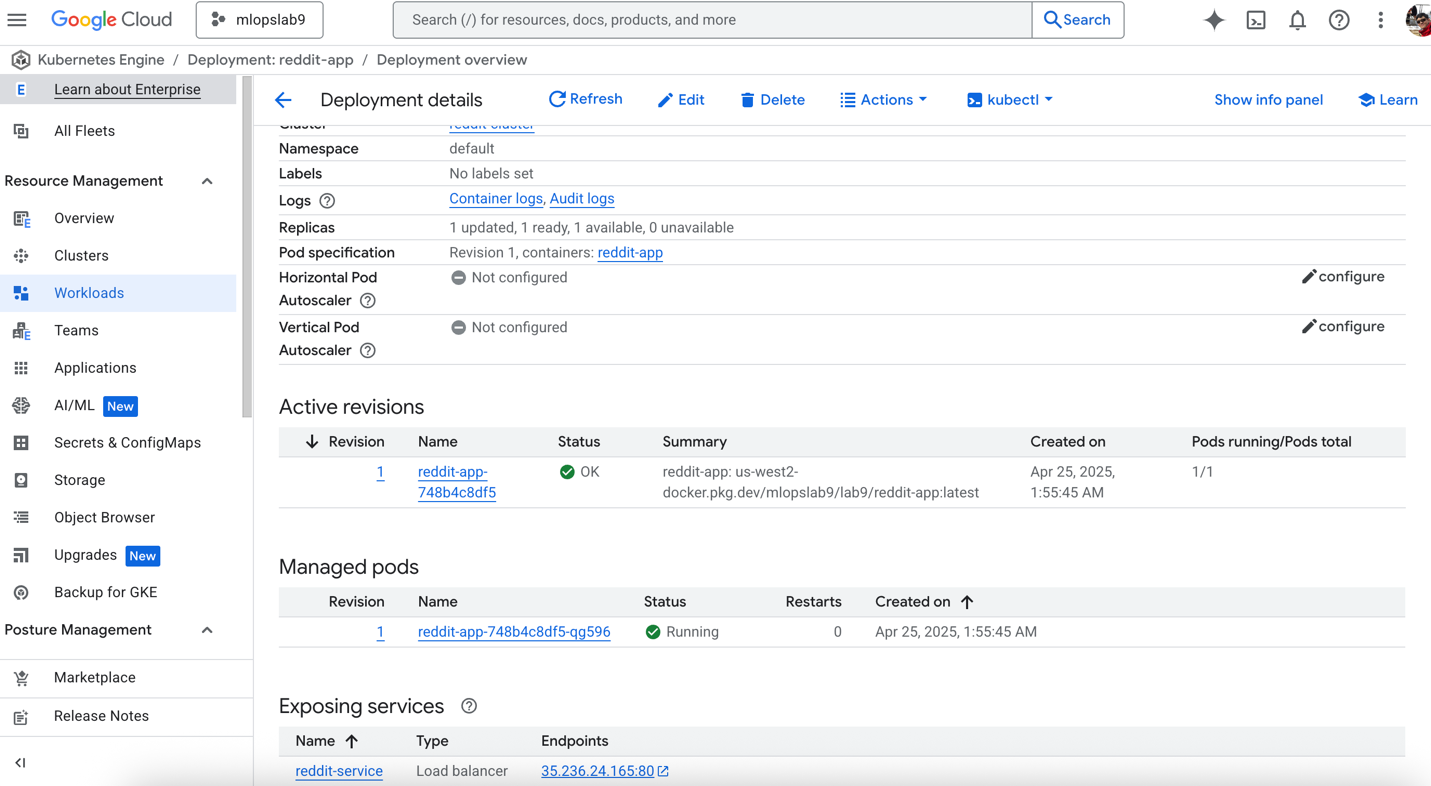 Google Cloud
mlopslab9
Search (/) for resources, docs, products, and more
Search
Kubernetes Engine / Deployment: reddit-app / Deployment overview
E
Learn about Enterprise
All Fleets
Resource Management
Overview
Clusters
Workloads
Teams
Applications
AI/ML New
Secrets & ConfigMaps
Storage
Object Browser
Upgrades New
Backup for GKE
Posture Management
Marketplace
Release Notes
Deployment details
Refresh
Edit
Delete
Actions
kubectl
Show info panel
Learn
Cluster reddit-cluster
Namespace default
Labels No labels set
Logs Container logs, Audit logs
Replicas 1 updated, 1 ready, 1 available, 0 unavailable
Pod specification Revision 1, containers: reddit-app
Horizontal Pod Not configured configure
Autoscaler
Vertical Pod Not configured configure
Autoscaler
Active revisions
Revision Name Status Summary Created on Pods running/Pods total
1 reddit-app- OK reddit-app: us-west2- Apr 25, 2025, 1/1
748b4c8df5 docker.pkg.dev/mlopslab9/lab9/reddit-app:latest 1:55:45 AM
Managed pods
Revision Name Status Restarts Created on
1 reddit-app-748b4c8df5-qg596 Running 0 Apr 25, 2025, 1:55:45 AM
Exposing services
Name Type Endpoints
reddit-service Load balancer 35.236.24.165:80